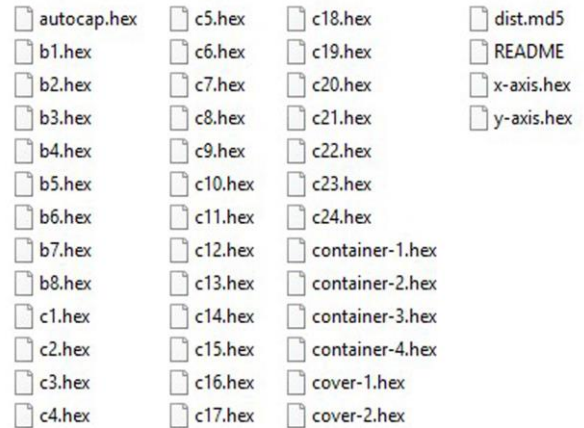 autocap.hex
b1.hex
b2.hex
b3.hex
b4.hex
b5.hex
b6.hex
b7.hex
b8.hex
c1.hex
c2.hex
c3.hex
c4.hex
c5.hex
c6.hex
c7.hex
c8.hex
c9.hex
c10.hex
c11.hex
c12.hex
c13.hex
c14.hex
c15.hex
c16.hex
c17.hex
c18.hex
c19.hex
c20.hex
c21.hex
c22.hex
c23.hex
c24.hex
container-1.hex
container-2.hex
container-3.hex
container-4.hex
cover-1.hex
cover-2.hex
dist.md5
README
x-axis.hex
y-axis.hex